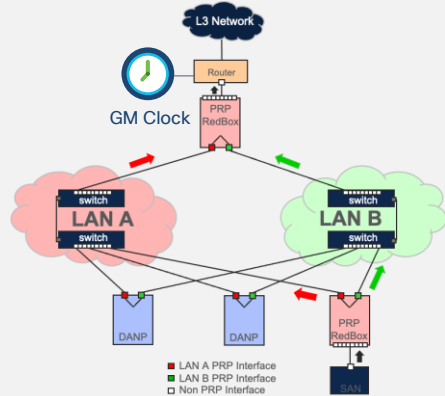 L3 Network
Router
GM Clock
PRP
RedBox
switch
LAN A
switch
switch
LAN B
switch
DANP
DANP
PRP
RedBox
SAN
LAN A PRP Interface
LAN B PRP Interface
Non PRP Interface